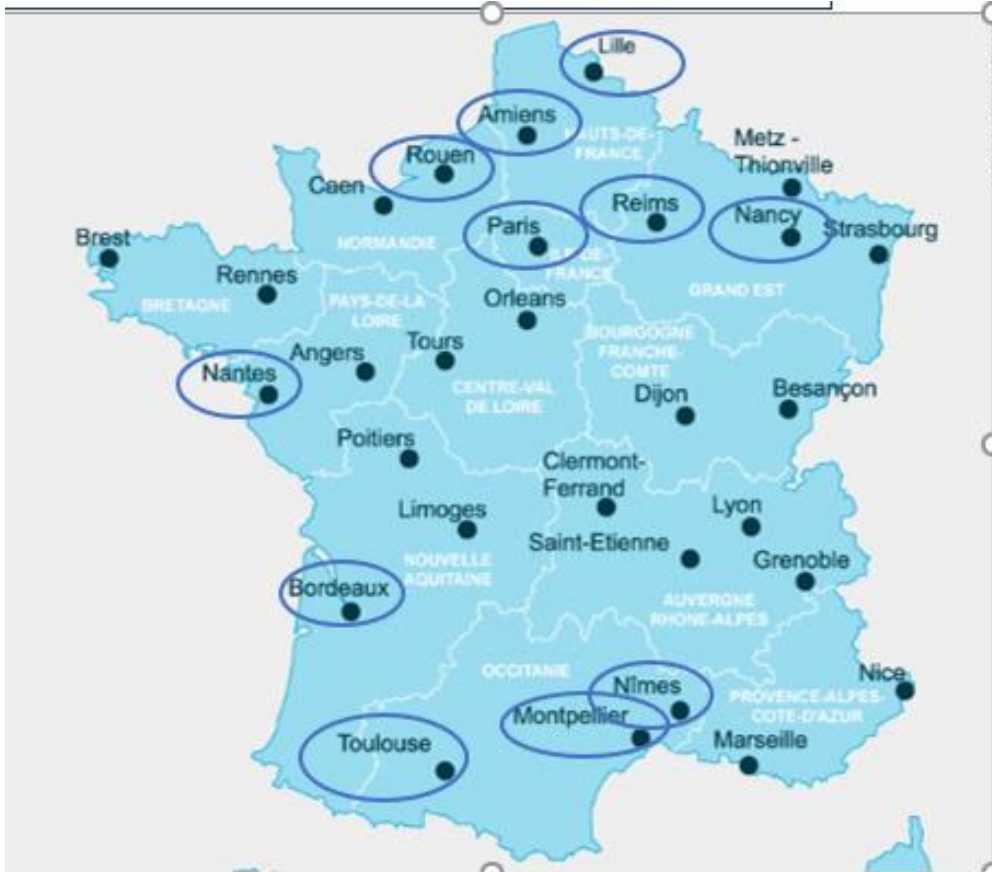 Lille
Amiens
HAUTS-DE-
FRANCE
Rouen
Metz -
Thionville
Caen
Reims
Nancy
Paris
Strasbourg
Brest
NORMANDIE
ILE-DE-
FRANCE
Rennes
GRAND EST
BRETAGNE
PAYS-DE-LA
LOIRE
Orleans
BOURGOGNE
FRANCHE-
COMTE
Angers
Tours
Nantes
CENTRE-VAL
DE LOIRE
Dijon
Besançon
Poitiers
Clermont-
Ferrand
Limoges
Lyon
Saint-Etienne
Grenoble
NOUVELLE
AQUITAINE
Bordeaux
AUVERGNE
RHONE-ALPES
OCCITANIE
Nîmes
Nice
PROVENCE-ALPES-
COTE-D'AZUR
Montpellier
Toulouse
Marseille